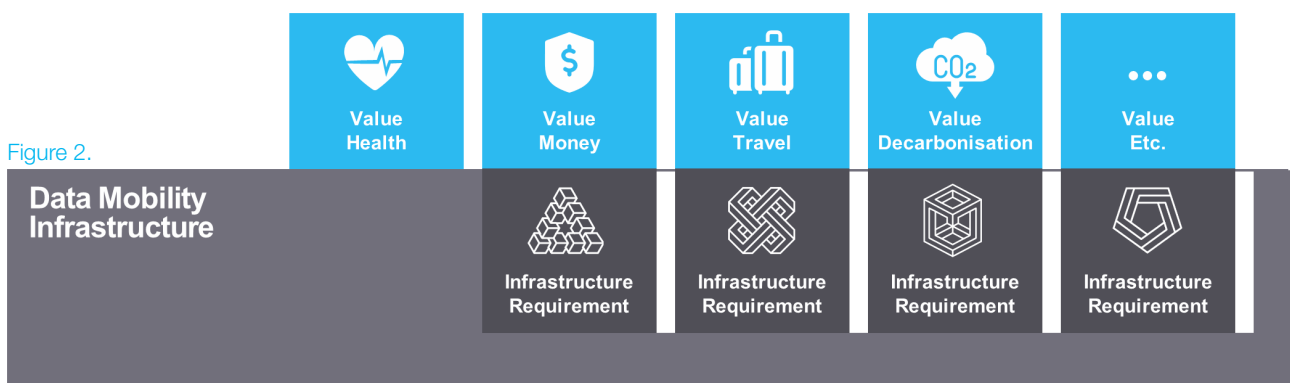 Figure 2.
Value
Health
$
Value
Money
Value
Travel
CO2
Value
Decarbonisation
...
Value
Etc.
Data Mobility
Infrastructure
Infrastructure
Requirement
Infrastructure
Requirement
Infrastructure
Requirement
Infrastructure
Requirement